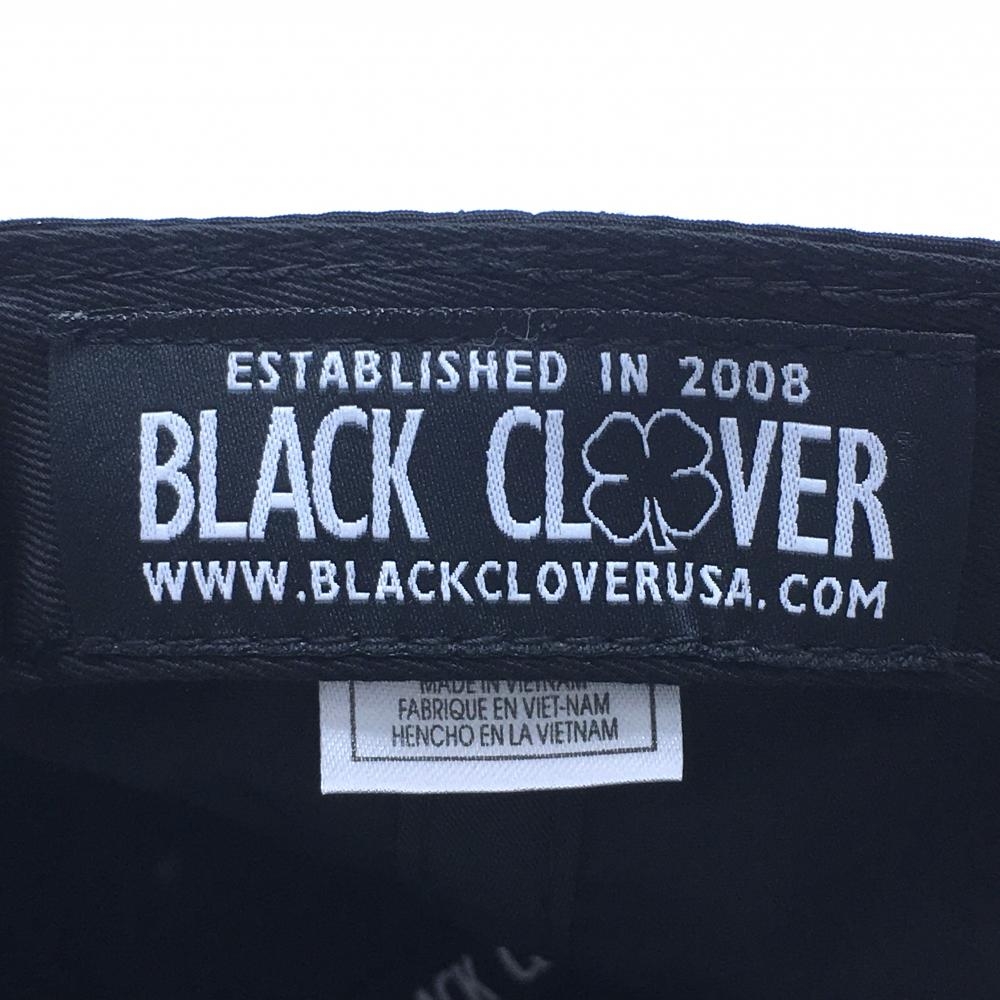 ESTABLISHED IN 2008
BLACK CLOVER
WWW.BLACKCLOVERUSA.COM
MADE IN VIETNAM
FABRIQUE EN VIET-NAM
HENCHO EN LA VIETNAM